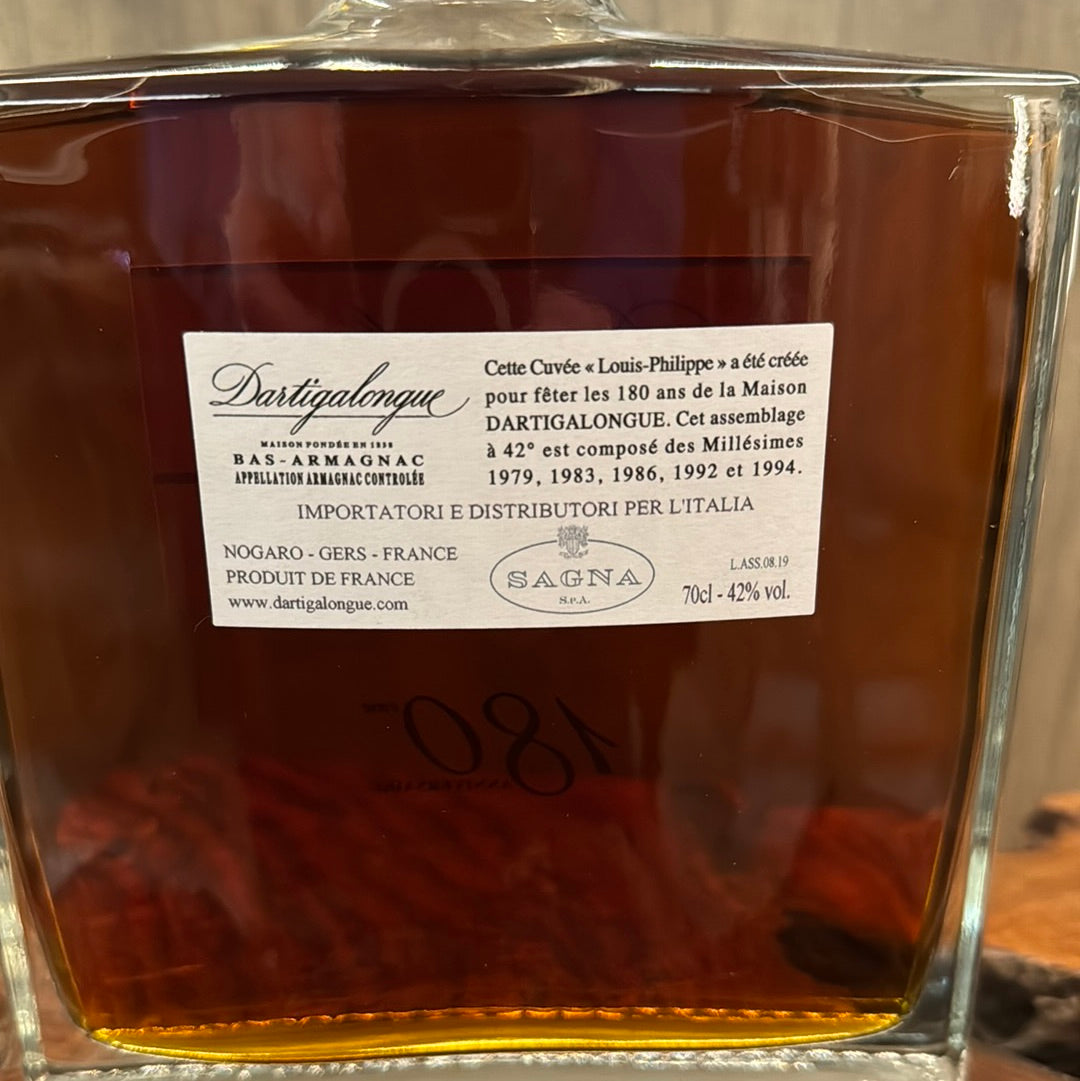 Dartigalongue
MAISON FONDÉE EN 1838
BAS-ARMAGNAC
APPELLATION ARMAGNAC CONTROLÉE
Cette Cuvée « Louis-Philippe » a été créée
pour fêter les 180 ans de la Maison
DARTIGALONGUE. Cet assemblage
à 42° est composé des Millésimes
1979, 1983, 1986, 1992 et 1994.
IMPORTATORI E DISTRIBUTORI PER L'ITALIA
NOGARO - GERS - FRANCE
PRODUIT DE FRANCE
www.dartigalongue.com
SAGNA
S.P.A.
L.ASS.08.19
70cl - 42% vol.
180